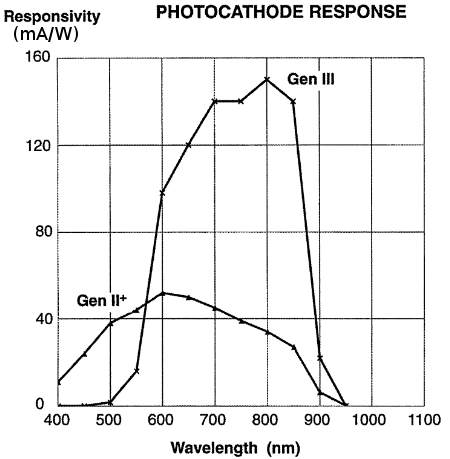 Responsivity
(mA/W)
PHOTOCATHODE RESPONSE
160
Gen III
120
80
Gen II+
40
0
400 500 600 700 800 900 1000 1100
Wavelength (nm)